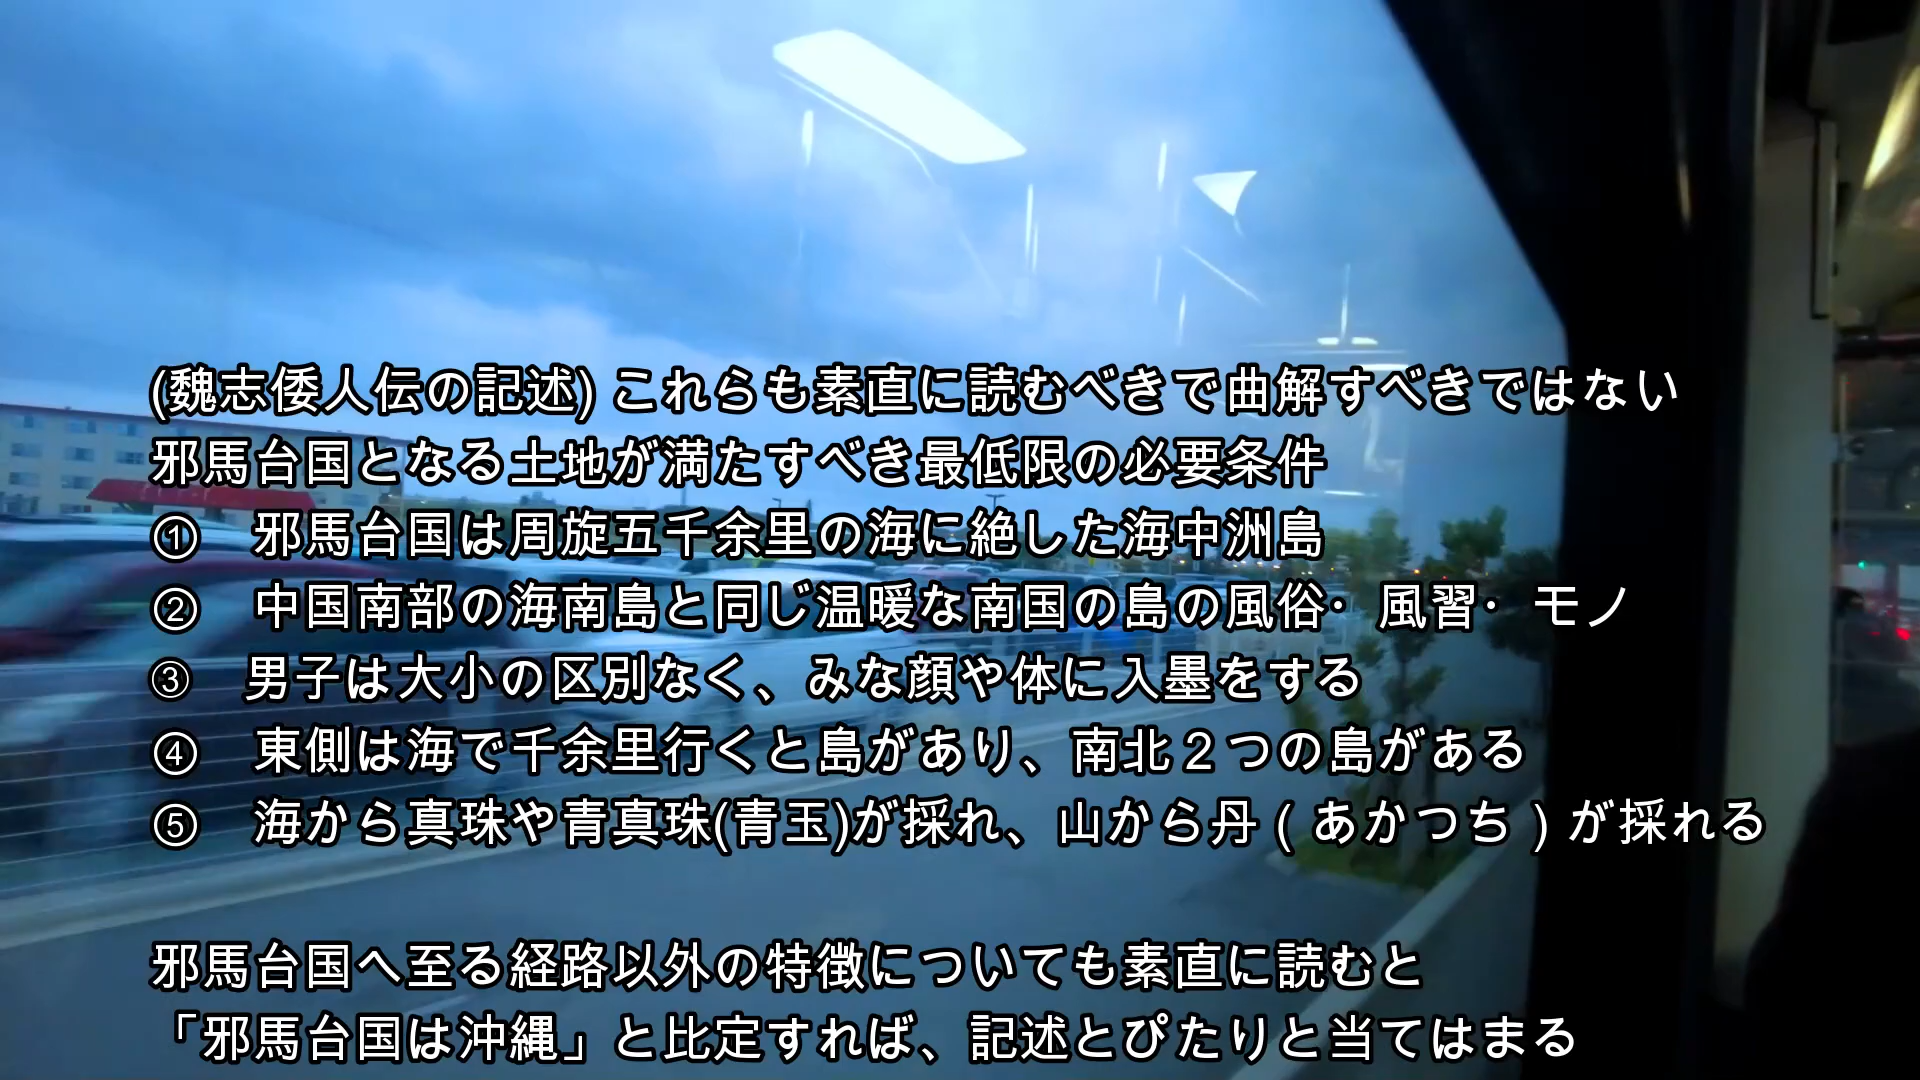 (魏志倭人伝の記述) これらも素直に読むべきで曲解すべきではない
邪馬台国となる土地が満たすべき最低限の必要条件
①　邪馬台国は周旋五千余里の海に絶した海中洲島
②　中国南部の海南島と同じ温暖な南国の島の風俗・ 風習・ モノ
③　男子は大小の区別なく、みな顔や体に入墨をする
④　東側は海で千余里行くと島があり、南北２つの島がある
⑤　海から真珠や青真珠(青玉)が採れ、山から丹 ( あかつち ) が採れる
邪馬台国へ至る経路以外の特徴についても素直に読むと
「邪馬台国は沖縄」と比定すれば、記述とぴたりと当てはまる